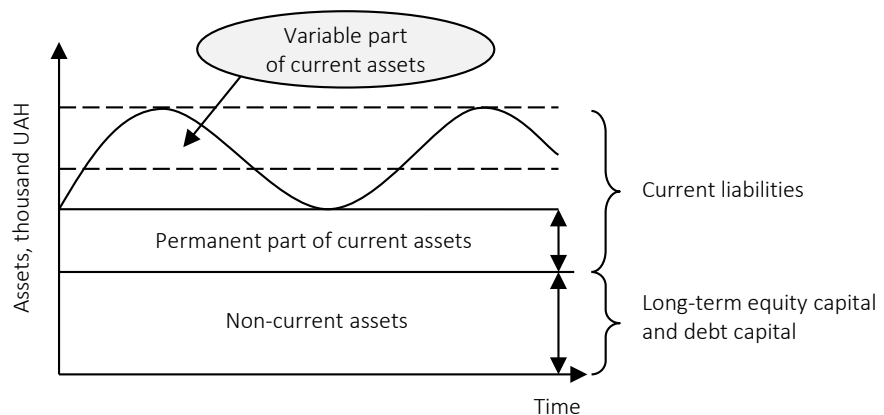 Variable part
of current assets
Assets, thousand UAH
Current liabilities
Permanent part of current assets
Non-current assets
Long-term equity capital
and debt capital
Time